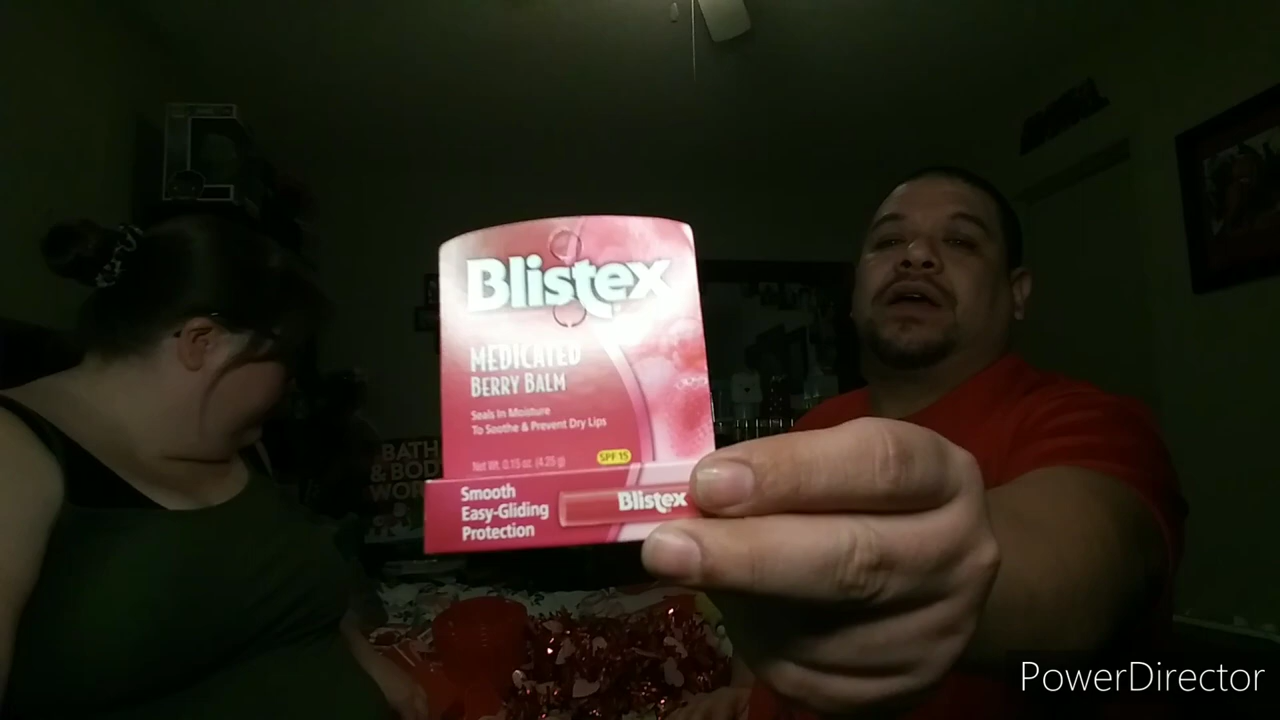 Blistex
MEDICATED
BERRY BALM
Seals In Moisture
To Soothe & Prevent Dry Lips
Net Wt. 0.15 oz. (4.25 g)
SPF 15
Smooth
Easy-Gliding
Protection
Blistex
BATH
& BODY
WORKS
PowerDirector